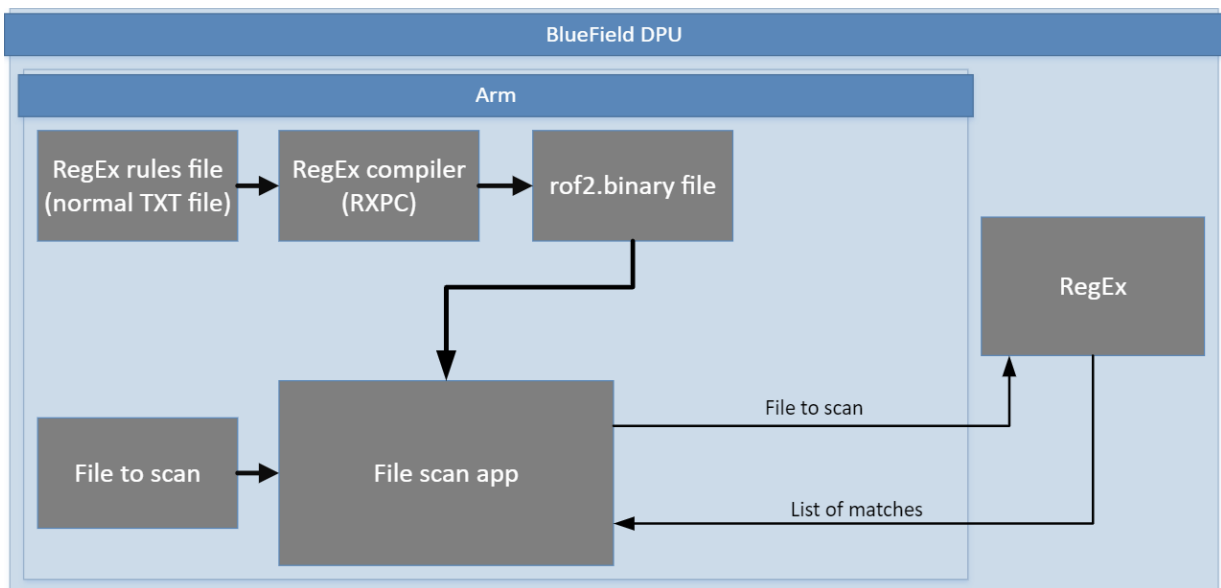 BlueField DPU
Arm
RegEx rules file
(normal TXT file)
RegEx compiler
(RXPC)
rof2.binary file
RegEx
File to scan
File scan app
File to scan
List of matches